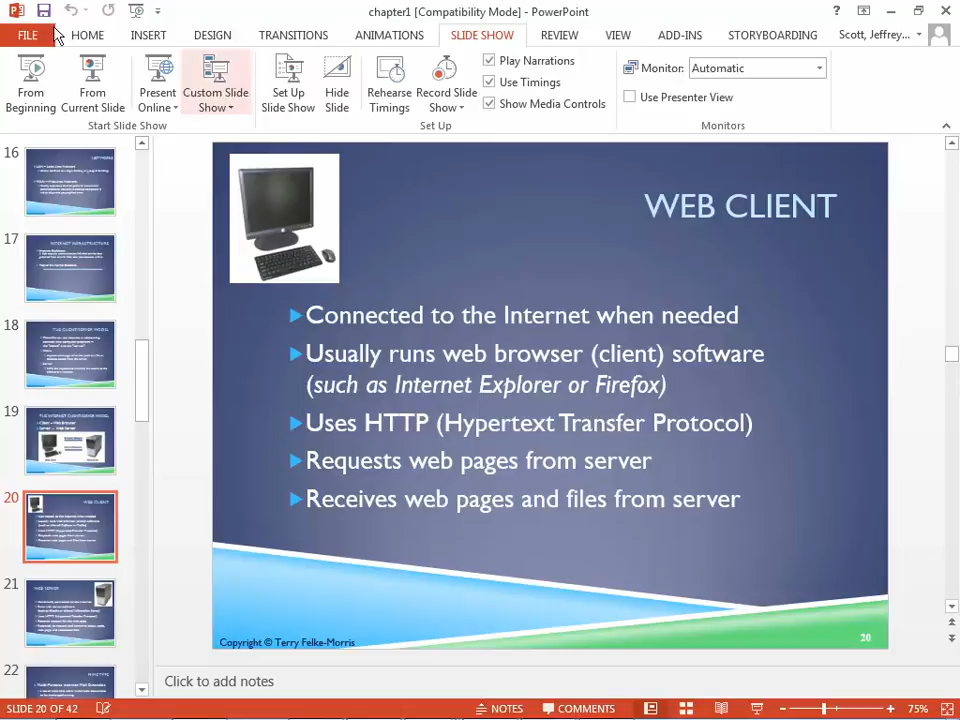 chapter1 [Compatibility Mode] - PowerPoint
?
FILE HOME INSERT DESIGN TRANSITIONS ANIMATIONS SLIDE SHOW REVIEW VIEW ADD-INS STORYBOARDING Scott, Jeffrey...
From Beginning
From Current Slide
Present Online
Custom Slide Show
Set Up Slide Show
Hide Slide
Rehearse Timings
Record Slide Show
Play Narrations
Use Timings
Show Media Controls
Monitor: Automatic
Use Presenter View
Start Slide Show
Set Up
Monitors
16
17
18
19
20
21
WEB SERVER
22
WEB CLIENT
Connected to the Internet when needed
Usually runs web browser (client) software
(such as Internet Explorer or Firefox)
Uses HTTP (Hypertext Transfer Protocol)
Requests web pages from server
Receives web pages and files from server
Copyright © Terry Felke-Morris
20
Click to add notes
SLIDE 20 OF 42 NOTES COMMENTS 75%